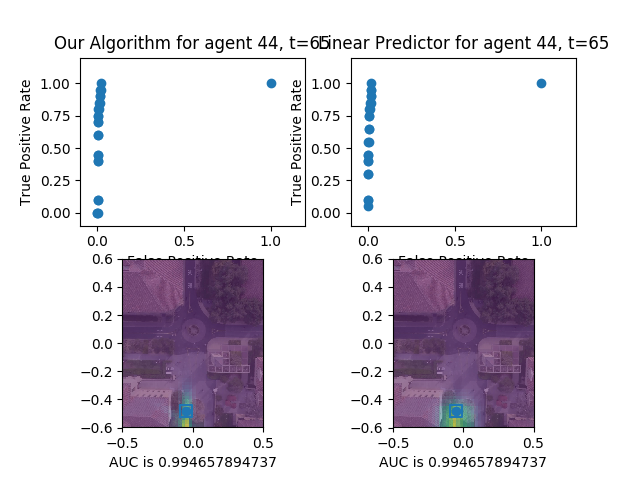 Our Algorithm for agent 44, t=65
Linear Predictor for agent 44, t=65
True Positive Rate
1.00
0.75
0.50
0.25
0.00
0.0 0.5 1.0
False Positive Rate
True Positive Rate
1.00
0.75
0.50
0.25
0.00
0.0 0.5 1.0
False Positive Rate
0.6
0.4
0.2
0.0
−0.2
−0.4
−0.6
−0.5 0.0 0.5
AUC is 0.994657894737
0.6
0.4
0.2
0.0
−0.2
−0.4
−0.6
−0.5 0.0 0.5
AUC is 0.994657894737